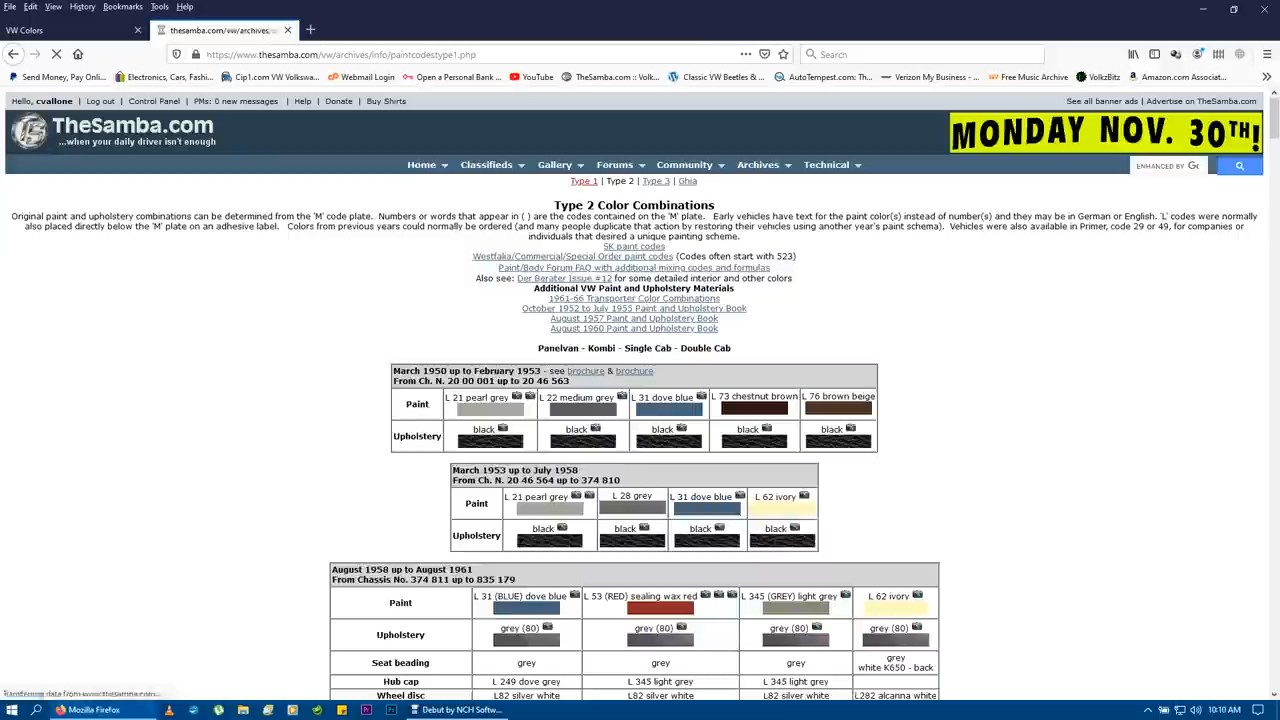 File Edit View History Bookmarks Tools Help
VW Colors
thesamba.com/vw/archives/
https://www.thesamba.com/vw/archives/info/paintcodestype1.php
Search
Send Money, Pay Onli...
Electronics, Cars, Fashi...
Cip1.com VW Volksw...
Webmail Login
Open a Personal Bank ...
YouTube
TheSamba.com :: Volk...
Classic VW Beetles & ...
AutoTempest.com: Th...
Verizon My Business - ...
Free Music Archive
VolkzBitz
Amazon.com Associat...
Hello, cvallone | Log out | Control Panel | PMs: 0 new messages | Help | Donate | Buy Shirts
See all banner ads | Advertise on TheSamba.com
TheSamba.com
...when your daily driver isn't enough
MONDAY NOV. 30TH!
Home Classifieds Gallery Forums Community Archives Technical
ENHANCED BY
Type 1 | Type 2 | Type 3 | Ghia
Type 2 Color Combinations
Original paint and upholstery combinations can be determined from the 'M' code plate. Numbers or words that appear in ( ) are the codes contained on the 'M' plate. Early vehicles have text for the paint color(s) instead of number(s) and they may be in German or English. 'L' codes were normally
also placed directly below the 'M' plate on an adhesive label. Colors from previous years could normally be ordered (and many people duplicate that action by restoring their vehicles using another year's paint schema). Vehicles were also available in Primer, code 29 or 49, for companies or
individuals that desired a unique painting scheme.
SK paint codes
Westfalia/Commercial/Special Order paint codes (Codes often start with 523)
Paint/Body Forum FAQ with additional mixing codes and formulas
Also see: Der Berater Issue #12 for some detailed interior and other colors
Additional VW Paint and Upholstery Materials
1961-66 Transporter Color Combinations
October 1952 to July 1955 Paint and Upholstery Book
August 1957 Paint and Upholstery Book
August 1960 Paint and Upholstery Book
Panelvan - Kombi - Single Cab - Double Cab
March 1950 up to February 1953 - see brochure & brochure
From Ch. N. 20 00 001 up to 20 46 563
Paint L 21 pearl grey L 22 medium grey L 31 dove blue L 73 chestnut brown L 76 brown beige
Upholstery black black black black black
March 1953 up to July 1958
From Ch. N. 20 46 564 up to 374 810
Paint L 21 pearl grey L 28 grey L 31 dove blue L 62 ivory
Upholstery black black black black
August 1958 up to August 1961
From Chassis No. 374 811 up to 835 179
Paint L 31 (BLUE) dove blue L 53 (RED) sealing wax red L 345 (GREY) light grey L 62 ivory
Upholstery grey (80) grey (80) grey (80) grey (80)
Seat beading grey grey grey grey
white K650 - back
Hub cap L 249 dove grey L 345 light grey L 345 light grey
Wheel disc L82 silver white L82 silver white L82 silver white L282 alcanna white
Transferring data from www.thesamba.com...
Mozilla Firefox
Debut by NCH Softw...
10:10 AM